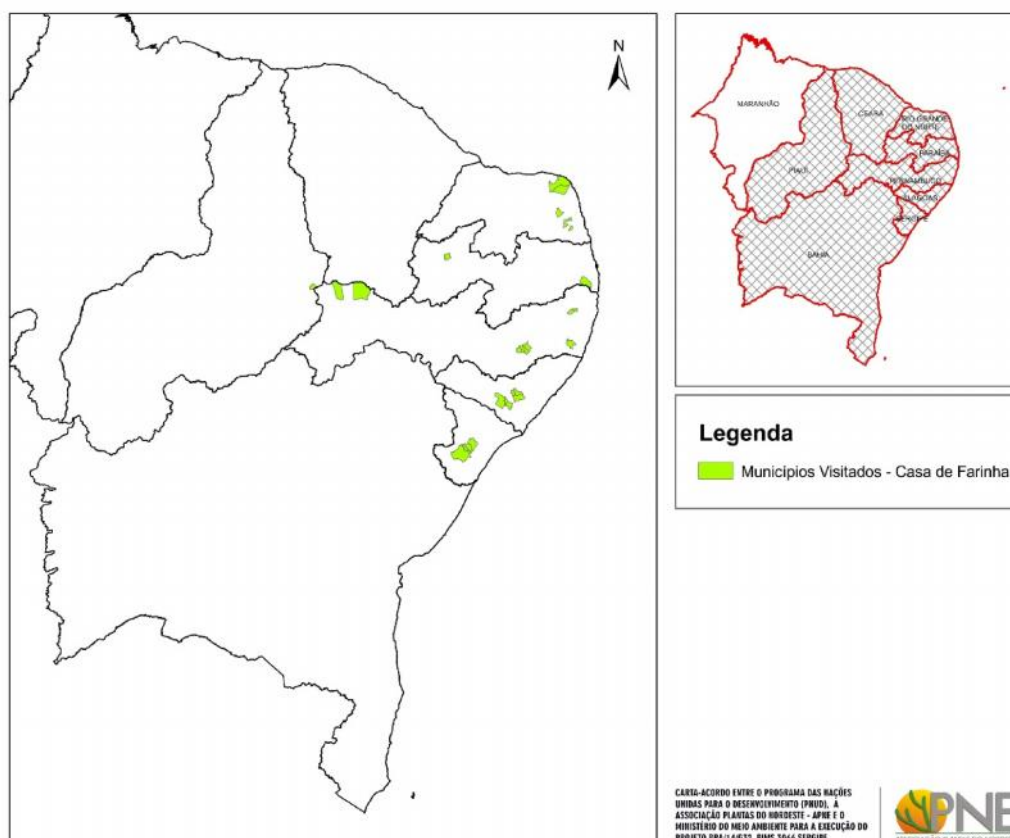 N
MARANHÃO
CEARÁ
RIO GRANDE
DO NORTE
PARAÍBA
PIAUÍ
PERNAMBUCO
ALAGOAS
SERGIPE
BAHIA
Legenda
Municípios Visitados - Casa de Farinha
CARTA-ACORDO ENTRE O PROGRAMA DAS NAÇÕES
UNIDAS PARA O DESENVOLVIMENTO (PNUD), A
ASSOCIAÇÃO PLANTAS DO NORDESTE - APNE E O
MINISTÉRIO DO MEIO AMBIENTE PARA A EXECUÇÃO DO
PNE